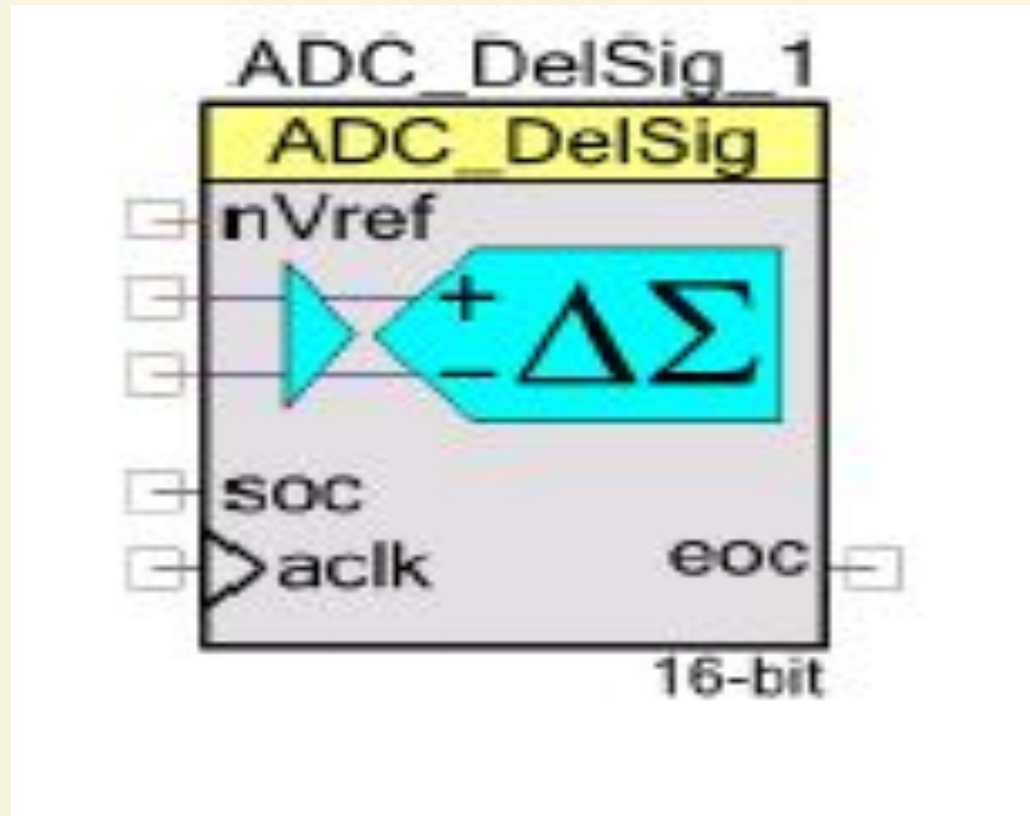 ADC_DelSig_1
ADC_DelSig
nVref
+
− ΔΣ
soc
aclk
eoc
16-bit